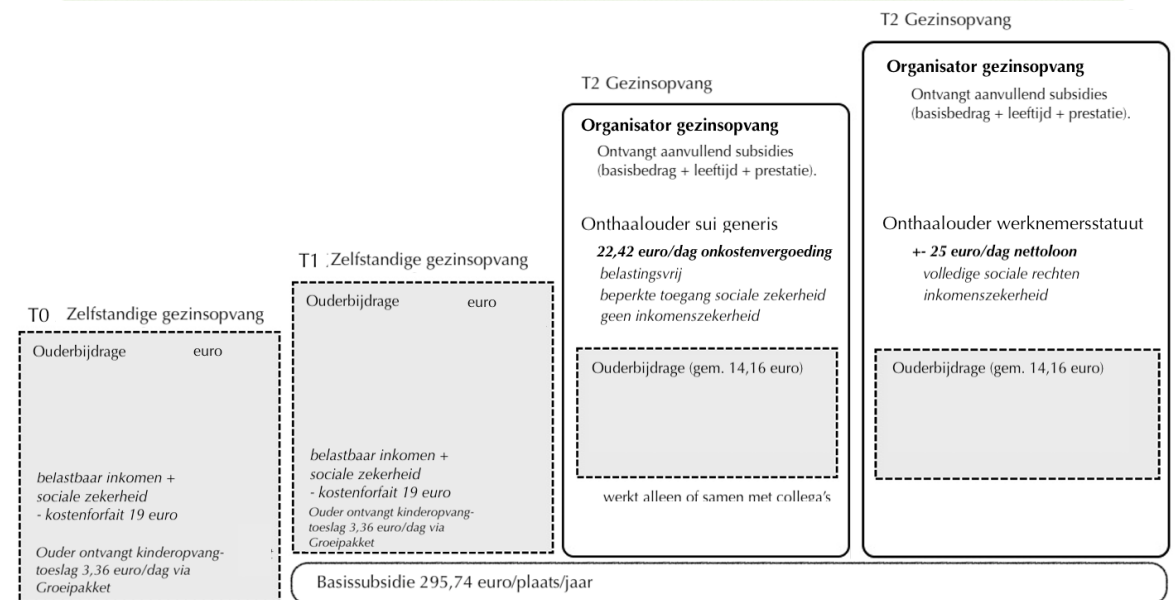 T0 Zelfstandige gezinsopvang
Ouderbijdrage euro
belastbaar inkomen +
sociale zekerheid
- kostenforfait 19 euro
Ouder ontvangt kinderopvang-
toeslag 3,36 euro/dag via
Groeipakket
T1 Zelfstandige gezinsopvang
Ouderbijdrage euro
belastbaar inkomen +
sociale zekerheid
- kostenforfait 19 euro
Ouder ontvangt kinderopvang-
toeslag 3,36 euro/dag via
Groeipakket
T2 Gezinsopvang
Organisator gezinsopvang
Ontvangt aanvullend subsidies
(basisbedrag + leeftijd + prestatie).
Onthaalouder sui generis
22,42 euro/dag onkostenvergoeding
belastingsvrij
beperkte toegang sociale zekerheid
geen inkomenszekerheid
Ouderbijdrage (gem. 14,16 euro)
werkt alleen of samen met collega's
T2 Gezinsopvang
Organisator gezinsopvang
Ontvangt aanvullend subsidies
(basisbedrag + leeftijd + prestatie).
Onthaalouder werknemersstatuut
+- 25 euro/dag nettoloon
volledige sociale rechten
inkomenszekerheid
Ouderbijdrage (gem. 14,16 euro)
Basissubsidie 295,74 euro/plaats/jaar